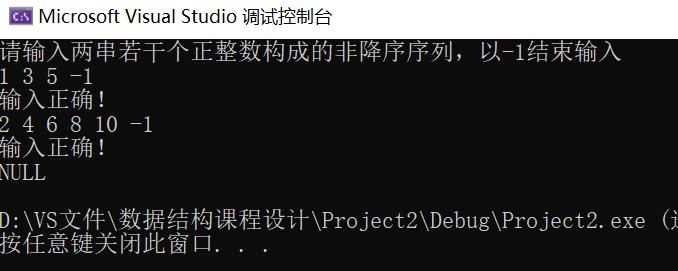 Microsoft Visual Studio 调试控制台
请输入两串若干个正整数构成的非降序序列，以-1结束输入
1 3 5 -1
输入正确！
2 4 6 8 10 -1
输入正确！
NULL
D:\VS文件\数据结构课程设计\Project2\Debug\Project2.exe (
按任意键关闭此窗口. . .